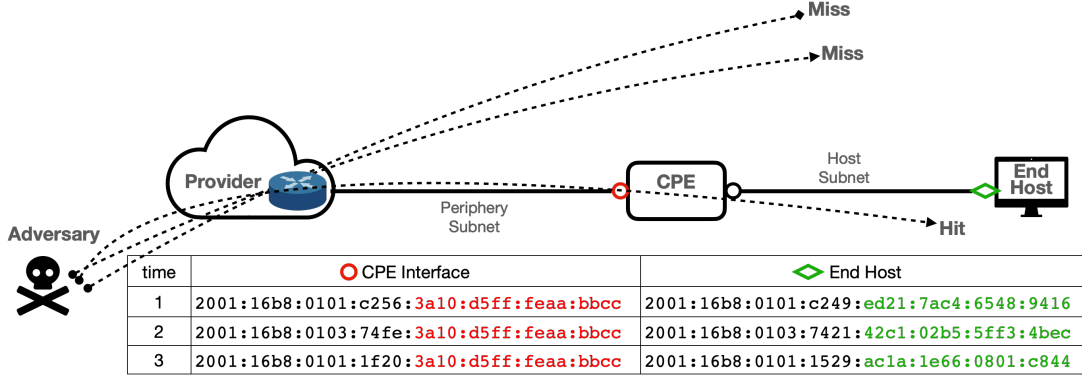 Miss
Miss
Provider
CPE
Host
Subnet
End
Host
Periphery
Subnet
Hit
Adversary
time CPE Interface End Host
1 2001:16b8:0101:c256:3a10:d5ff:feaa:bbcc 2001:16b8:0101:c249:ed21:7ac4:6548:9416
2 2001:16b8:0103:74fe:3a10:d5ff:feaa:bbcc 2001:16b8:0103:7421:42c1:02b5:5ff3:4bec
3 2001:16b8:0101:1f20:3a10:d5ff:feaa:bbcc 2001:16b8:0101:1529:ac1a:1e66:0801:c844